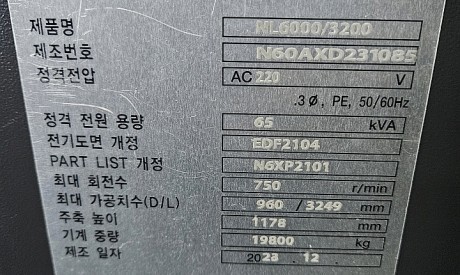 제품명 NL6000/3200
제조번호 N60AXD231085
정격전압 AC 220 V
.3Ø, PE, 50/60Hz
정격 전원 용량 65 kVA
전기도면 개정 EDF2104
PART LIST 개정 N6XP2101
최대 회전수 750 r/min
최대 가공치수(D/L) 960 / 3249 mm
주축 높이 1178 mm
기계 중량 19800 kg
제조 일자 2023 . 12 .